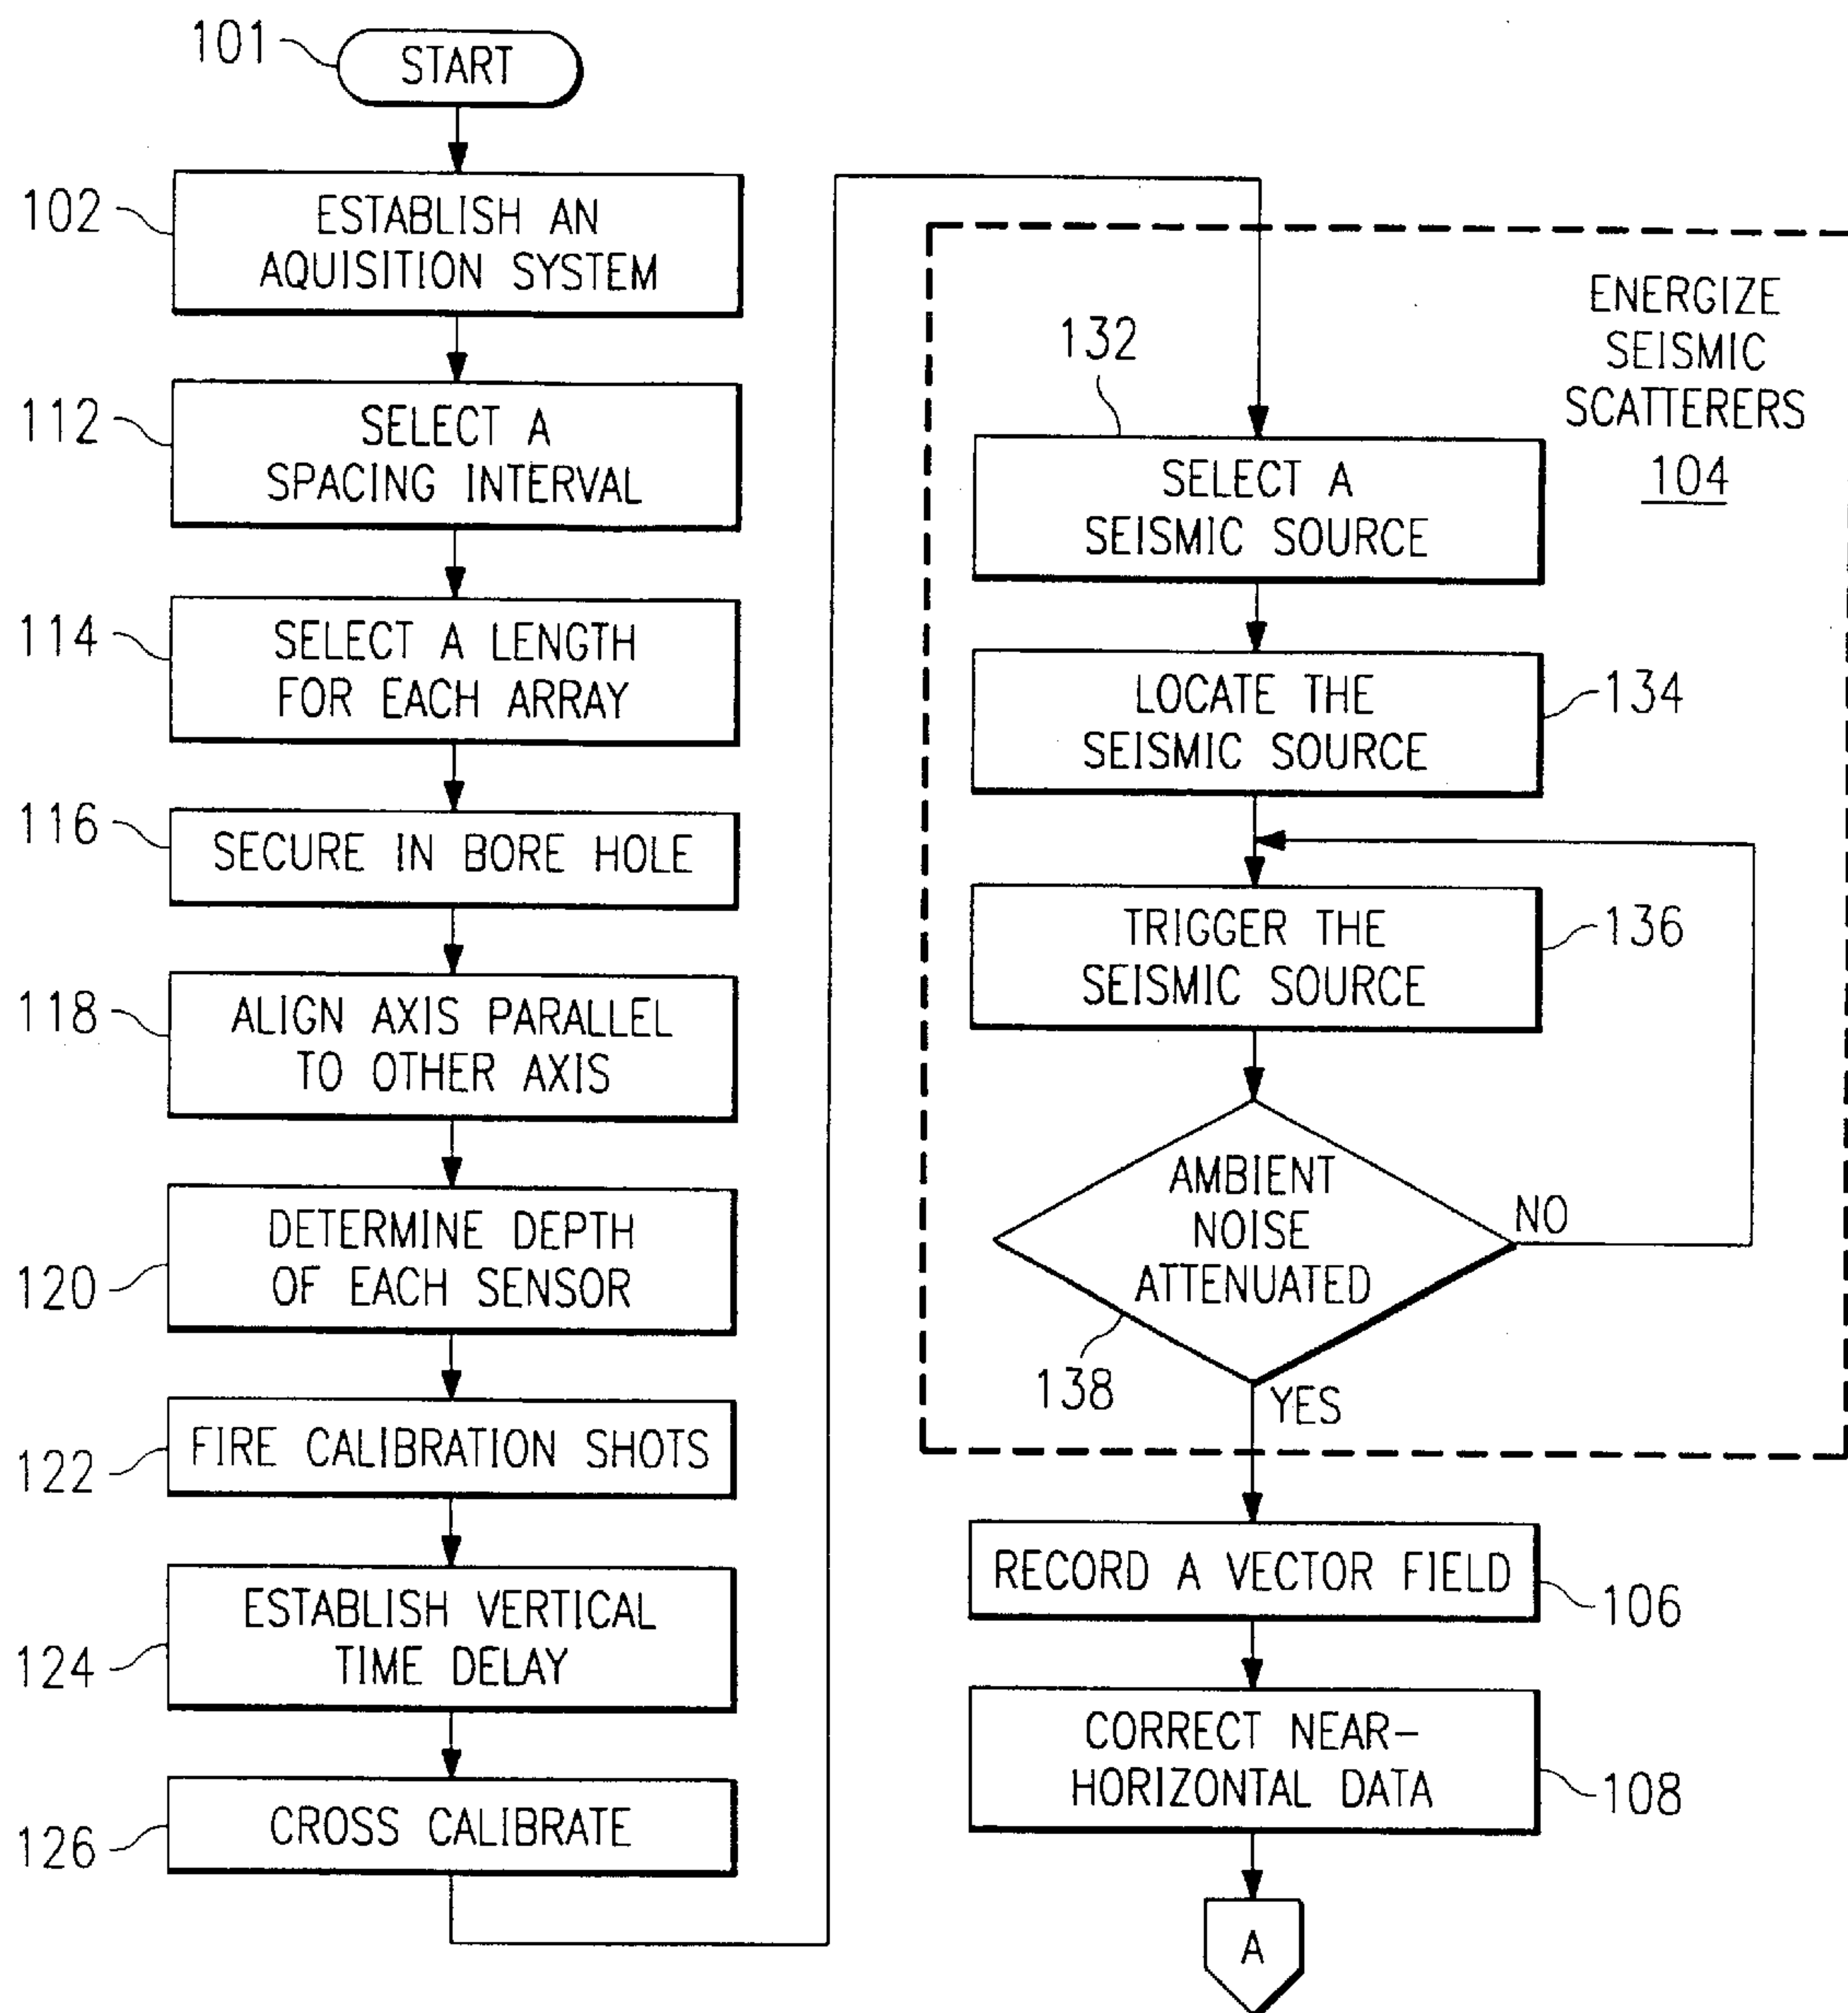 101
START
102
ESTABLISH AN
AQUISITION SYSTEM
112
SELECT A
SPACING INTERVAL
114
SELECT A LENGTH
FOR EACH ARRAY
116
SECURE IN BORE HOLE
118
ALIGN AXIS PARALLEL
TO OTHER AXIS
120
DETERMINE DEPTH
OF EACH SENSOR
122
FIRE CALIBRATION SHOTS
124
ESTABLISH VERTICAL
TIME DELAY
126
CROSS CALIBRATE
ENERGIZE
SEISMIC
SCATTERERS
104
132
SELECT A
SEISMIC SOURCE
LOCATE THE
SEISMIC SOURCE
134
TRIGGER THE
SEISMIC SOURCE
136
AMBIENT
NOISE
ATTENUATED
NO
138
YES
RECORD A VECTOR FIELD
106
CORRECT NEAR-
HORIZONTAL DATA
108
A